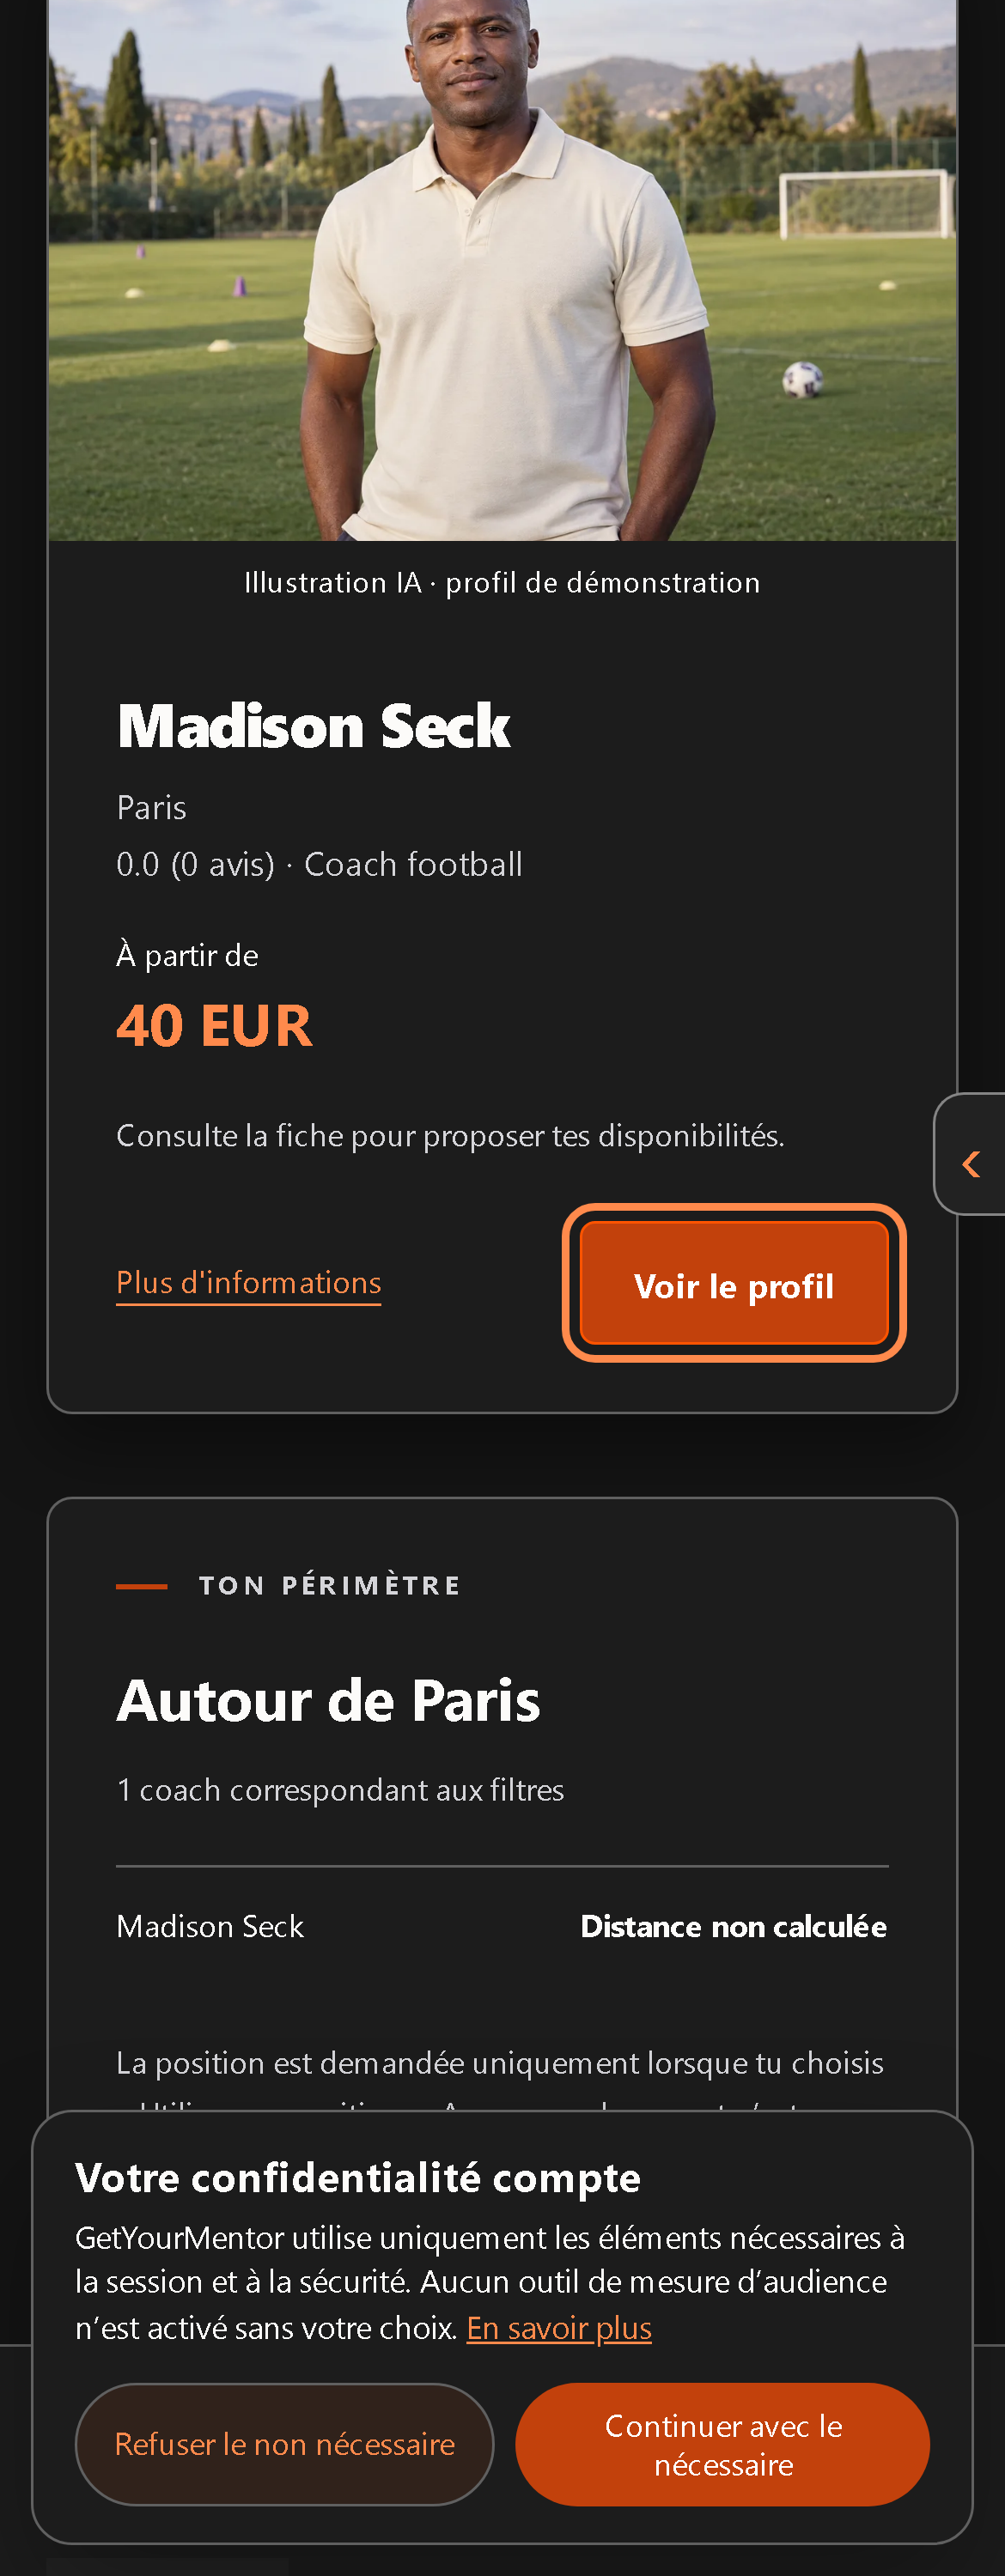 Illustration IA · profil de démonstration
Madison Seck
Paris
0.0 (0 avis) · Coach football
À partir de
40 EUR
Consulte la fiche pour proposer tes disponibilités.
Plus d'informations
Voir le profil
TON PÉRIMÈTRE
Autour de Paris
1 coach correspondant aux filtres
Madison Seck
Distance non calculée
La position est demandée uniquement lorsque tu choisis
Votre confidentialité compte
GetYourMentor utilise uniquement les éléments nécessaires à
la session et à la sécurité. Aucun outil de mesure d’audience
n’est activé sans votre choix. En savoir plus
Refuser le non nécessaire
Continuer avec le
nécessaire